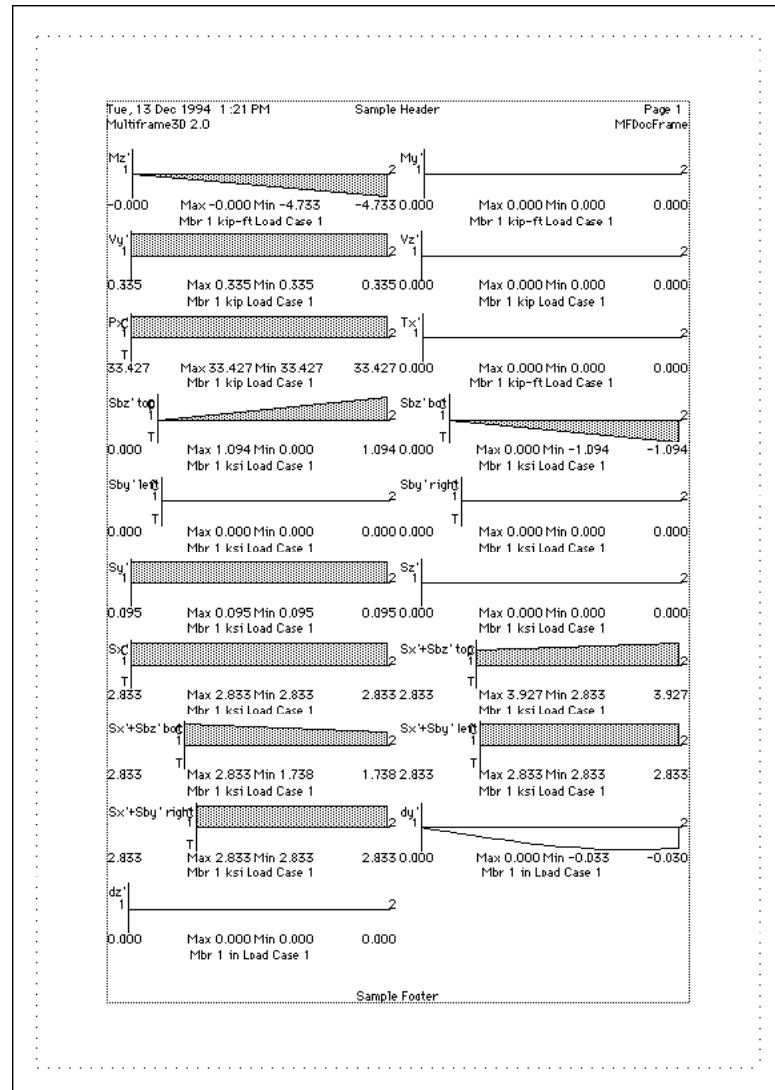 Tue, 13 Dec 1994 1:21 PM Sample Header Page 1
Multiframe3D 2.0 MFDocFrame
Mz' 1 2 My' 1 2
-0.000 Max -0.000 Min -4.733 -4.733 0.000 Max 0.000 Min 0.000 0.000
Mbr 1 kip-ft Load Case 1 Mbr 1 kip-ft Load Case 1
Vy' 1 2 Vz' 1 2
0.335 Max 0.335 Min 0.335 0.335 0.000 Max 0.000 Min 0.000 0.000
Mbr 1 kip Load Case 1 Mbr 1 kip Load Case 1
Px' C 1 T 2 Tx' 1 2
33.427 Max 33.427 Min 33.427 33.427 0.000 Max 0.000 Min 0.000 0.000
Mbr 1 kip Load Case 1 Mbr 1 kip-ft Load Case 1
Sbz' top 1 T 2 Sbz' bot 1 T 2
0.000 Max 1.094 Min 0.000 1.094 0.000 Max 0.000 Min -1.094 -1.094
Mbr 1 ksi Load Case 1 Mbr 1 ksi Load Case 1
Sby' left 1 T 2 Sby' right 1 T 2
0.000 Max 0.000 Min 0.000 0.000 0.000 Max 0.000 Min 0.000 0.000
Mbr 1 ksi Load Case 1 Mbr 1 ksi Load Case 1
Sy' 1 2 Sz' 1 2
0.095 Max 0.095 Min 0.095 0.095 0.000 Max 0.000 Min 0.000 0.000
Mbr 1 ksi Load Case 1 Mbr 1 ksi Load Case 1
Sx' C 1 T 2 Sx'+Sbz' top 1 T 2
2.833 Max 2.833 Min 2.833 2.833 2.833 Max 3.927 Min 2.833 3.927
Mbr 1 ksi Load Case 1 Mbr 1 ksi Load Case 1
Sx'+Sbz' bot 1 T 2 Sx'+Sby' left 1 T 2
2.833 Max 2.833 Min 1.738 1.738 2.833 Max 2.833 Min 2.833 2.833
Mbr 1 ksi Load Case 1 Mbr 1 ksi Load Case 1
Sx'+Sby' right 1 T 2 dy' 1 2
2.833 Max 2.833 Min 2.833 2.833 0.000 Max 0.000 Min -0.033 -0.030
Mbr 1 ksi Load Case 1 Mbr 1 in Load Case 1
dz' 1 2
0.000 Max 0.000 Min 0.000 0.000
Mbr 1 in Load Case 1
Sample Footer